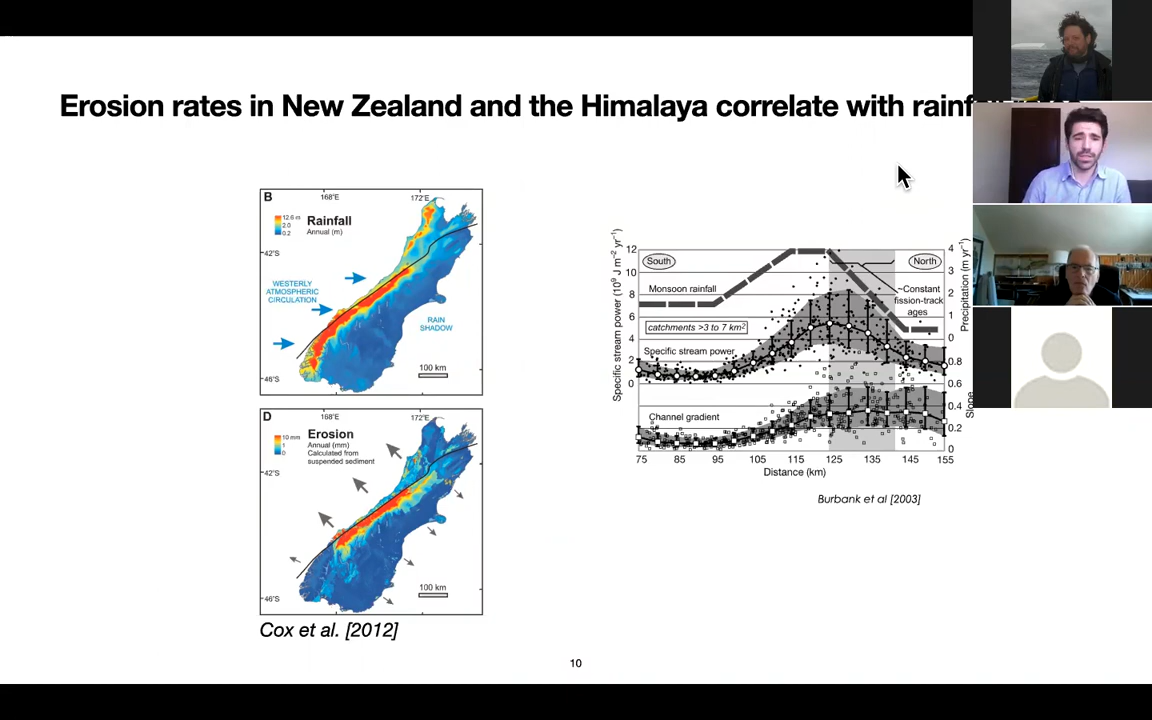 Erosion rates in New Zealand and the Himalaya correlate with
B
168°E
172°E
12.6 m
2.0
0.2
Rainfall
Annual (m)
42°S
WESTERLY
ATMOSPHERIC
CIRCULATION
RAIN
SHADOW
100 km
46°S
D
168°E
172°E
10 mm
1
0
Erosion
Annual (mm)
Calculated from
suspended sediment
42°S
100 km
46°S
Cox et al. [2012]
Specific stream power (10⁹ J m⁻² yr⁻¹)
12
10
8
6
4
2
0
South
North
Monsoon rainfall
~Constant
fission-track
ages
catchments >3 to 7 km²
Specific stream power
Channel gradient
4
3
2
1
0
Precipitation (m yr⁻¹)
0.8
0.6
0.4
0.2
0
Slope
75
85
95
105
115
125
135
145
155
Distance (km)
Burbank et al [2003]
10